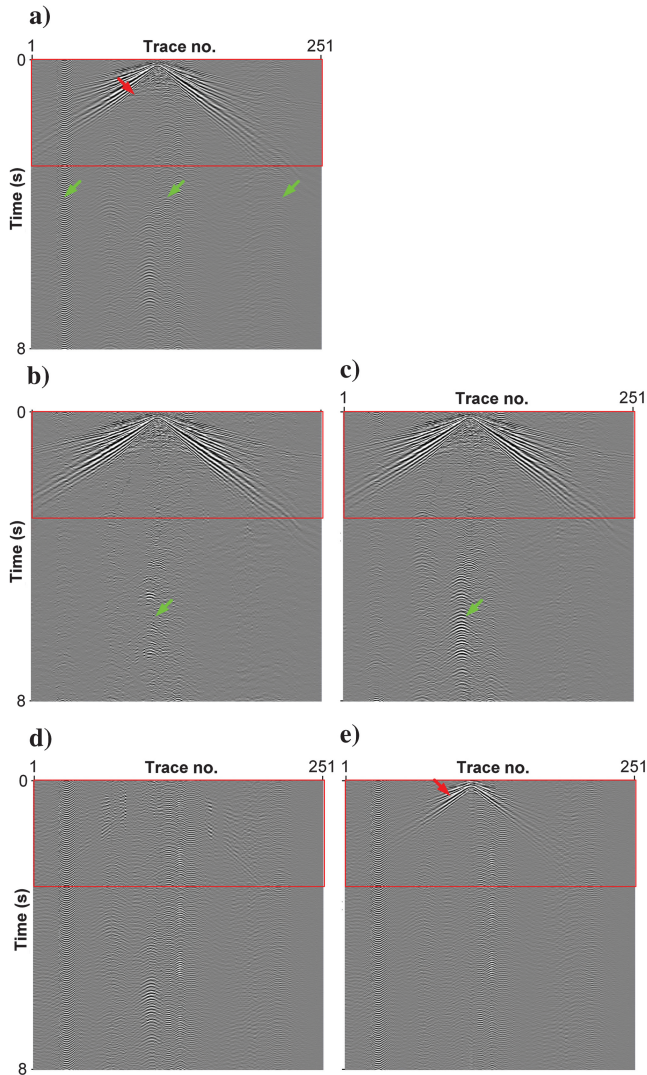 a)
1 Trace no. 251
0
Time (s)
8
b)
c)
1 Trace no. 251
0
Time (s)
8
d)
e)
1 Trace no. 251
1 Trace no. 251
0
Time (s)
8